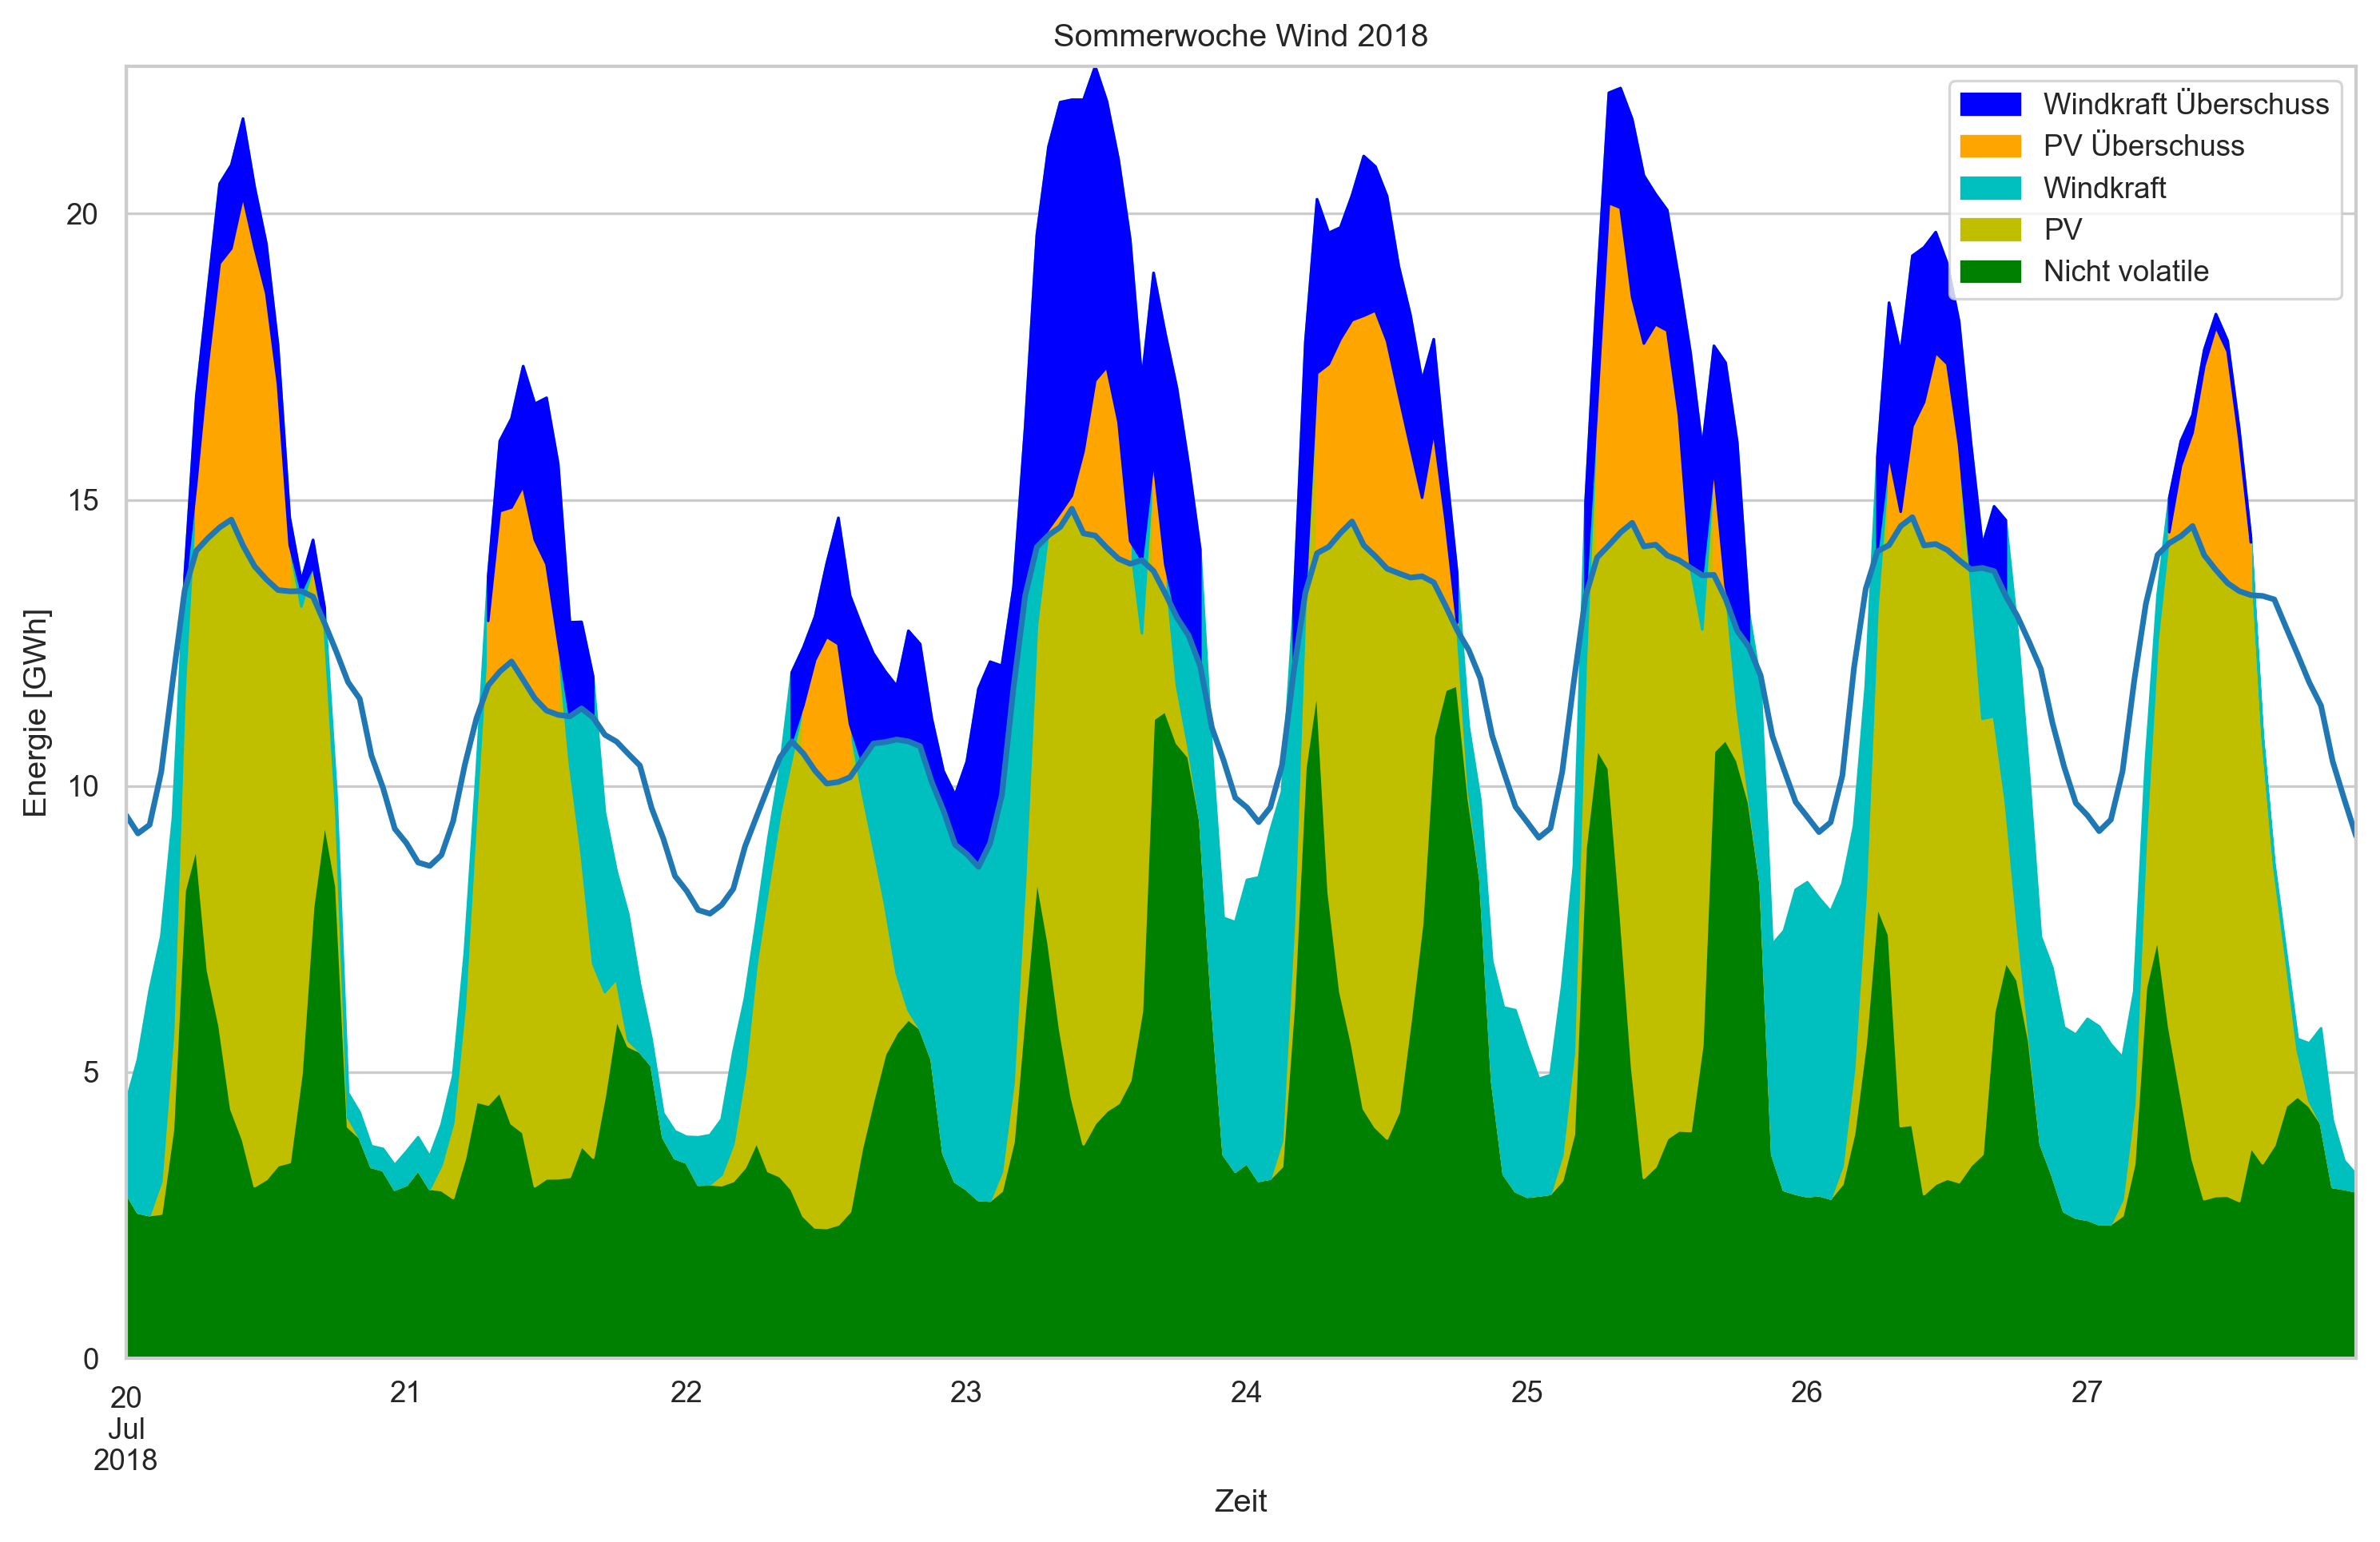 Sommerwoche Wind 2018
Windkraft Überschuss
PV Überschuss
Windkraft
PV
Nicht volatile
Energie [GWh]
20
15
10
5
0
20 21 22 23 24 25 26 27
Jul
2018
Zeit